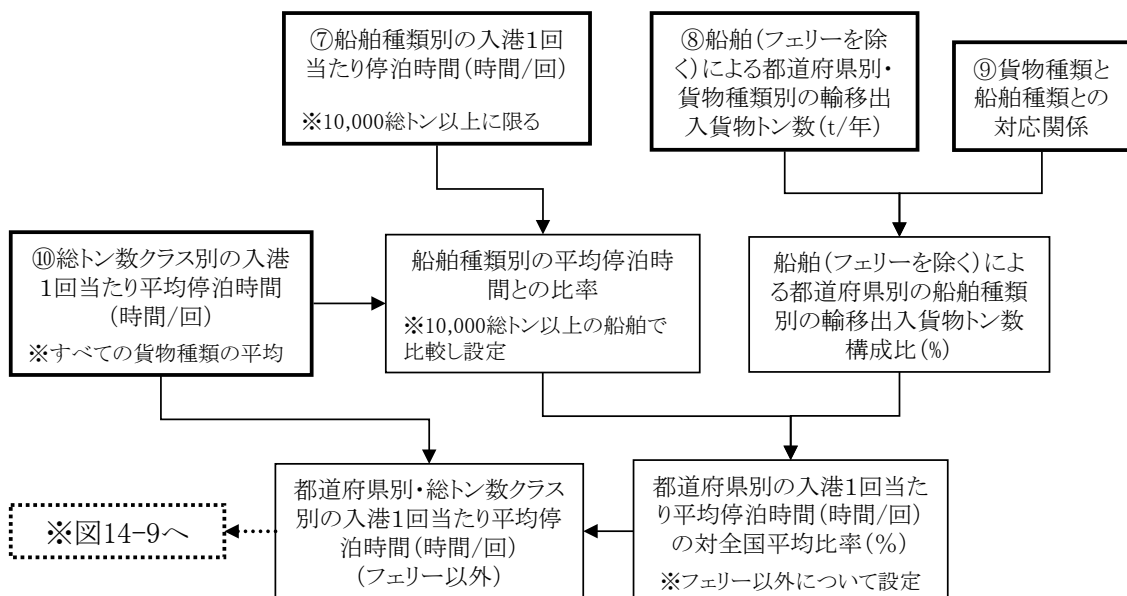 ⑦船舶種類別の入港1回
当たり停泊時間(時間/回)
※10,000総トン以上に限る
⑧船舶(フェリーを除
く)による都道府県別・
貨物種類別の輸移出
入貨物トン数(t/年)
⑨貨物種類と
船舶種類との
対応関係
⑩総トン数クラス別の入港
1回当たり平均停泊時間
(時間/回)
※すべての貨物種類の平均
船舶種類別の平均停泊時
間との比率
※10,000総トン以上の船舶で
比較し設定
船舶(フェリーを除く)によ
る都道府県別の船舶種類
別の輸移出入貨物トン数
構成比(%)
※図14-9へ
都道府県別・総トン数クラス
別の入港1回当たり平均停
泊時間(時間/回)
(フェリー以外)
都道府県別の入港1回当た
り平均停泊時間(時間/回)
の対全国平均比率(%)
※フェリー以外について設定